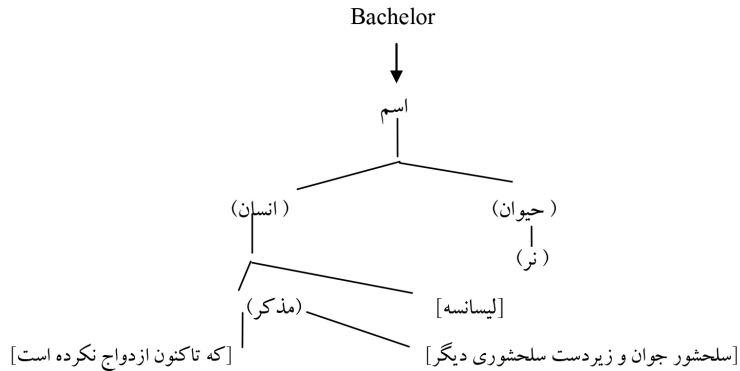 Bachelor
اسم
(حیوان) (انسان)
(نر)
[لیسانسه] (مذکر)
[سلحشور جوان و زیردست سلحشوری دیگر] [که تاکنون ازدواج نکرده است]